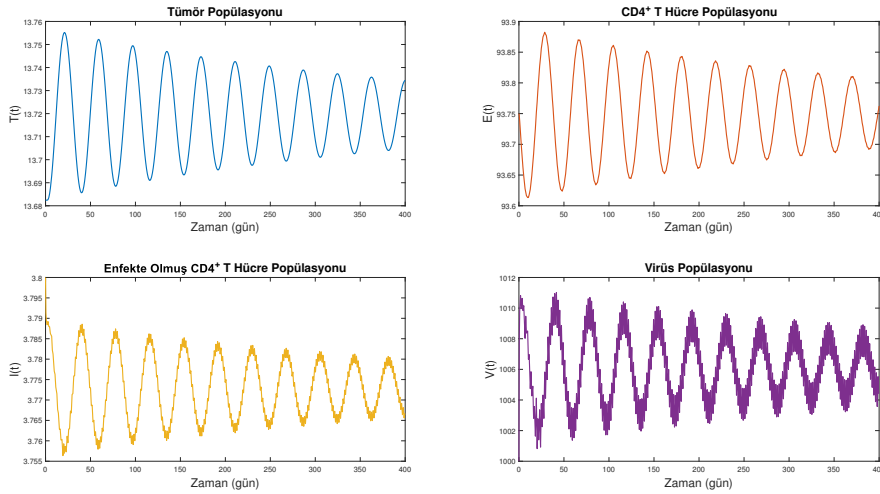 Tümör Popülasyonu
T(t)
13.76
13.75
13.74
13.73
13.72
13.71
13.7
13.69
13.68
0 50 100 150 200 250 300 350 400
Zaman (gün)
CD4⁺ T Hücre Popülasyonu
E(t)
93.9
93.85
93.8
93.75
93.7
93.65
93.6
0 50 100 150 200 250 300 350 400
Zaman (gün)
Enfekte Olmuş CD4⁺ T Hücre Popülasyonu
I(t)
3.8
3.795
3.79
3.785
3.78
3.775
3.77
3.765
3.76
3.755
0 50 100 150 200 250 300 350 400
Zaman (gün)
Virüs Popülasyonu
V(t)
1012
1010
1008
1006
1004
1002
1000
0 50 100 150 200 250 300 350 400
Zaman (gün)